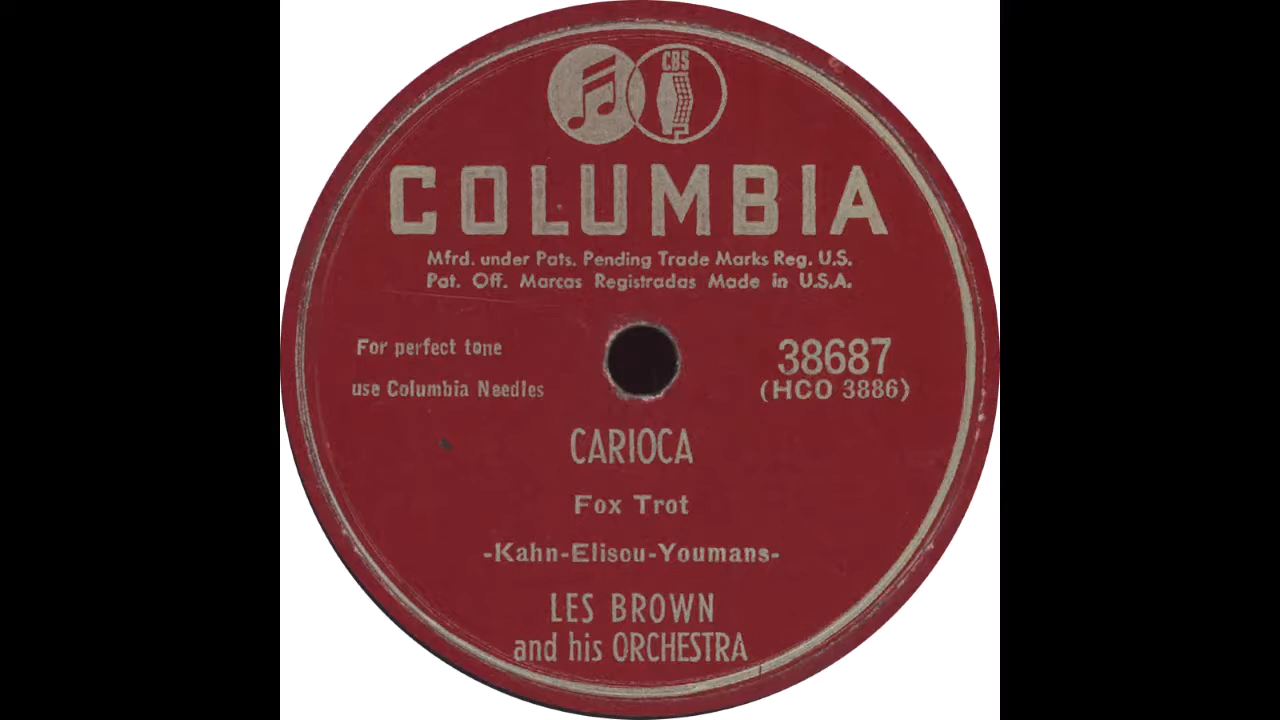 CBS
COLUMBIA
Mfrd. under Pats. Pending Trade Marks Reg. U.S.
Pat. Off. Marcas Registradas Made in U.S.A.
For perfect tone
use Columbia Needles
38687
(HCO 3886)
CARIOCA
Fox Trot
-Kahn-Elisou-Youmans-
LES BROWN
and his ORCHESTRA